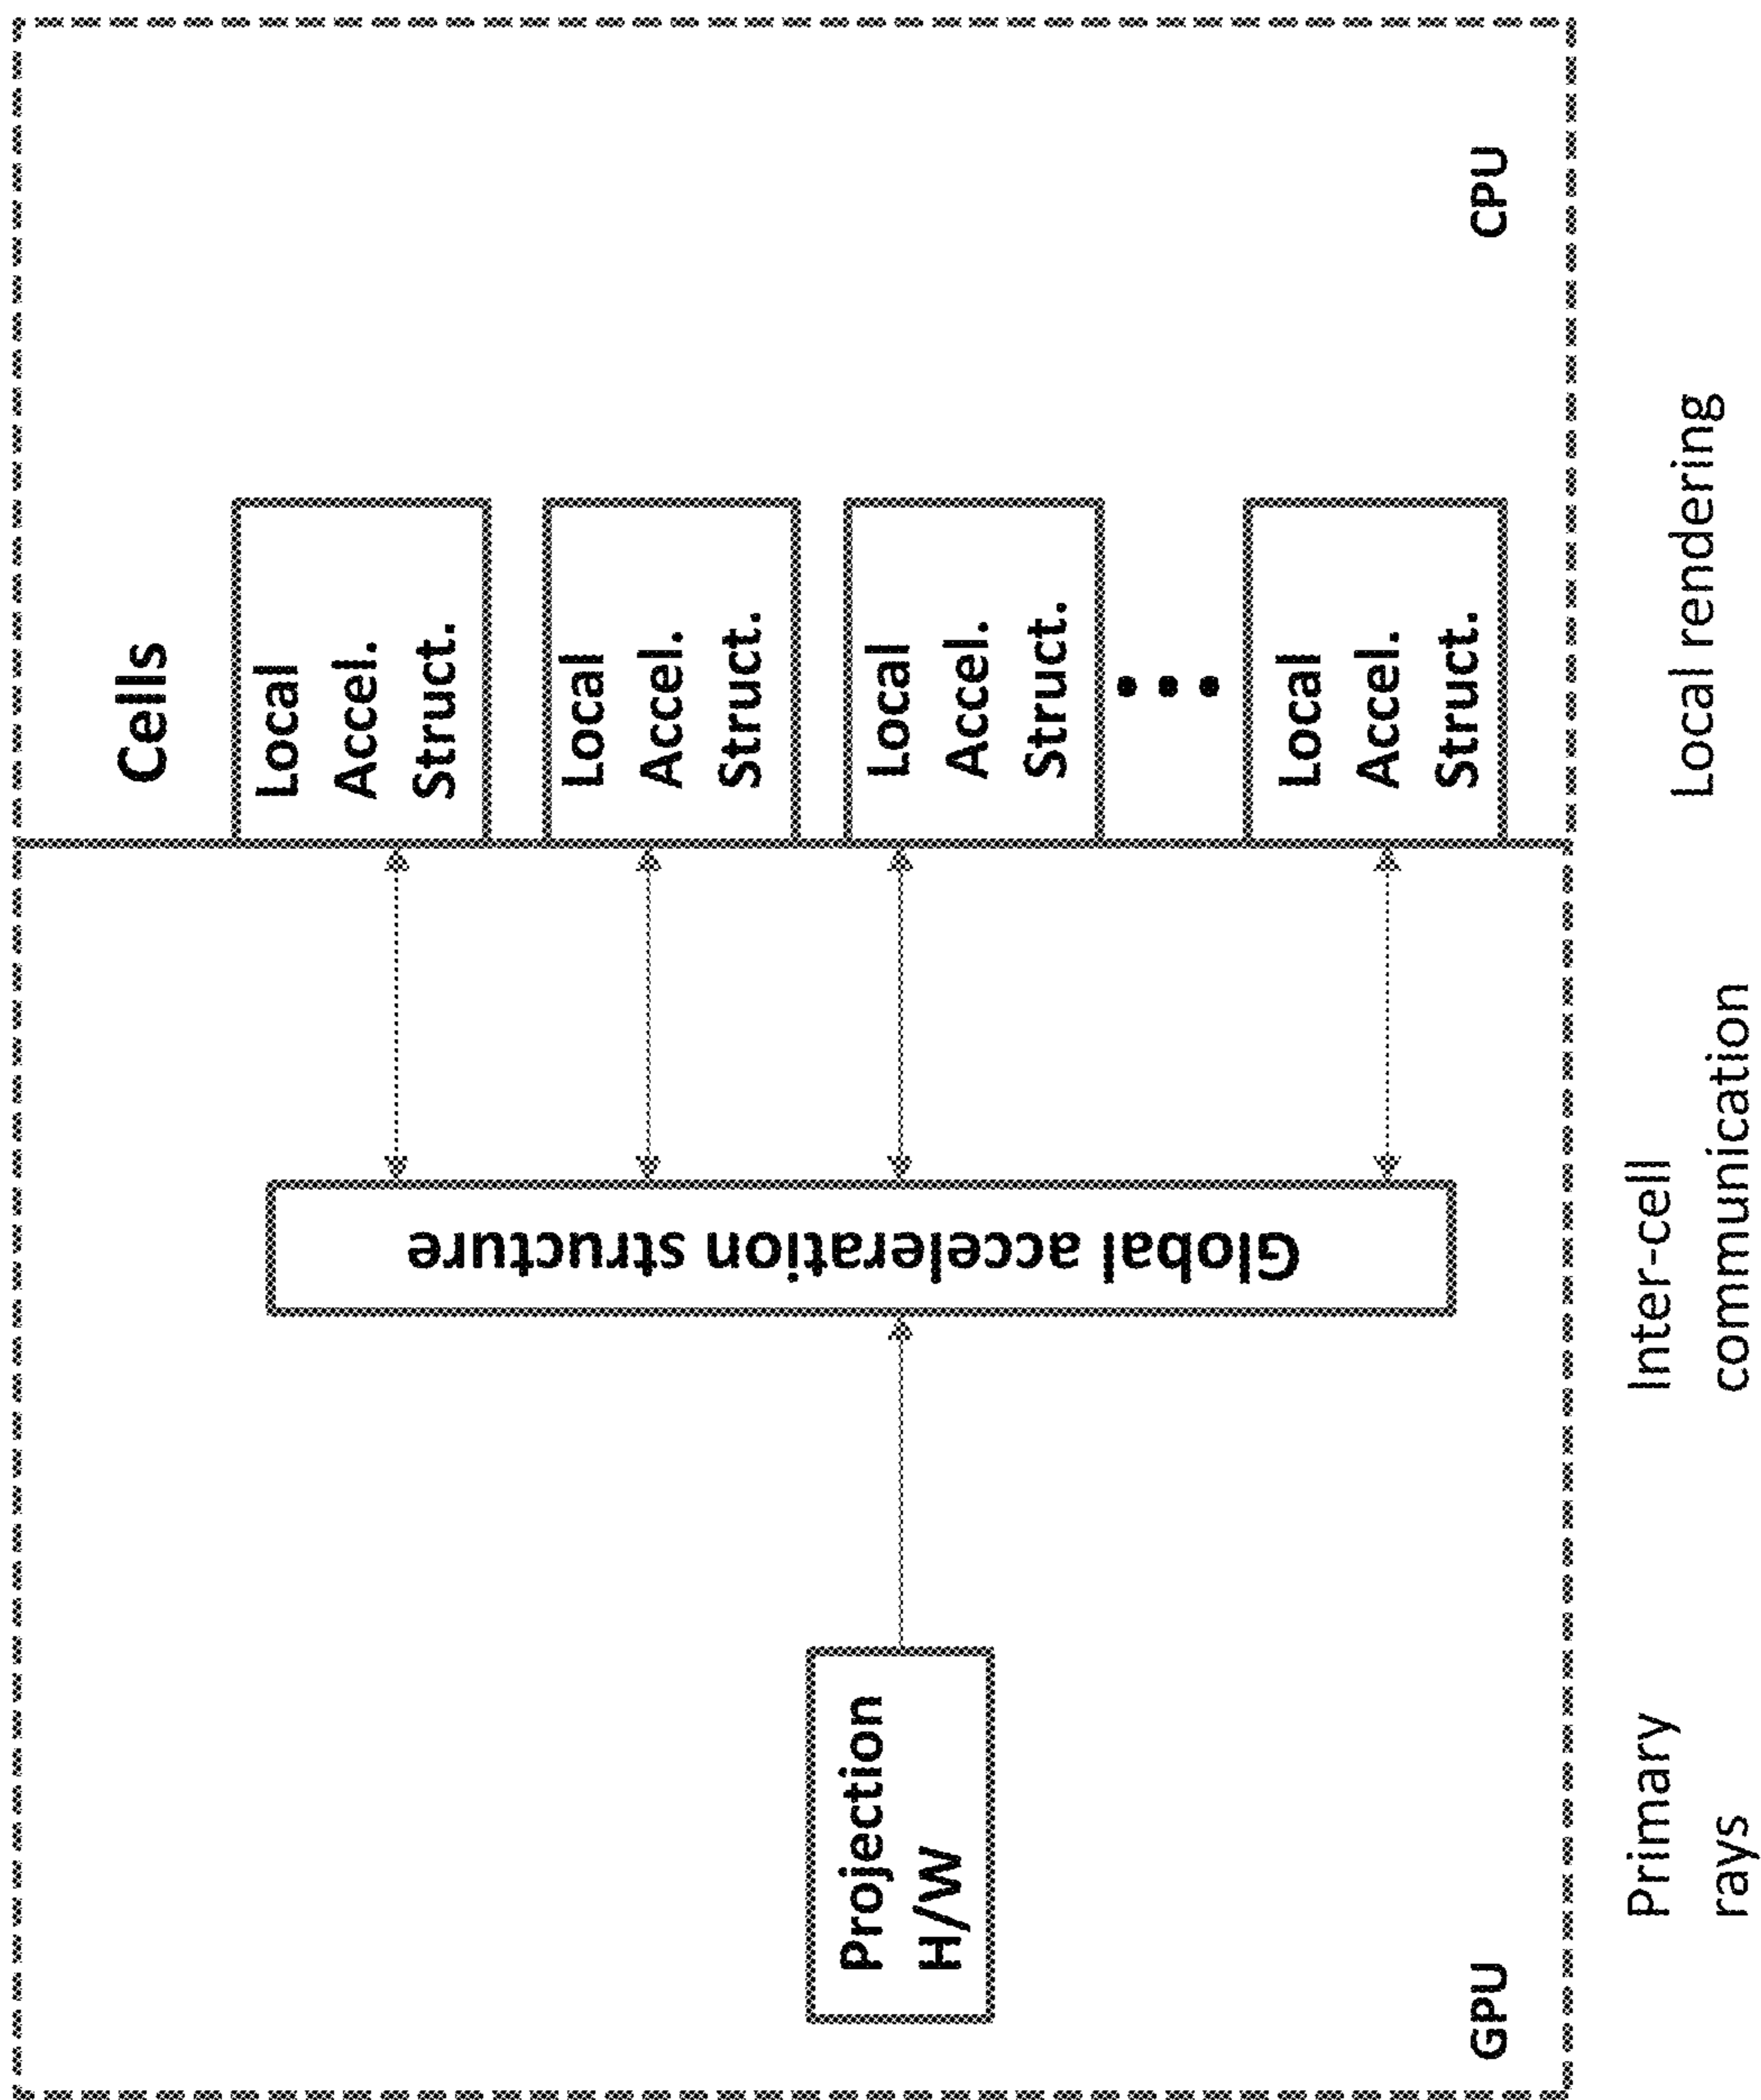 Cells
Local
Accel.
Struct.
Local
Accel.
Struct.
Local
Accel.
Struct.
Local
Accel.
Struct.
Global acceleration structure
Projection
H/W
GPU
CPU
Primary
rays
Inter-cell
communication
Local rendering